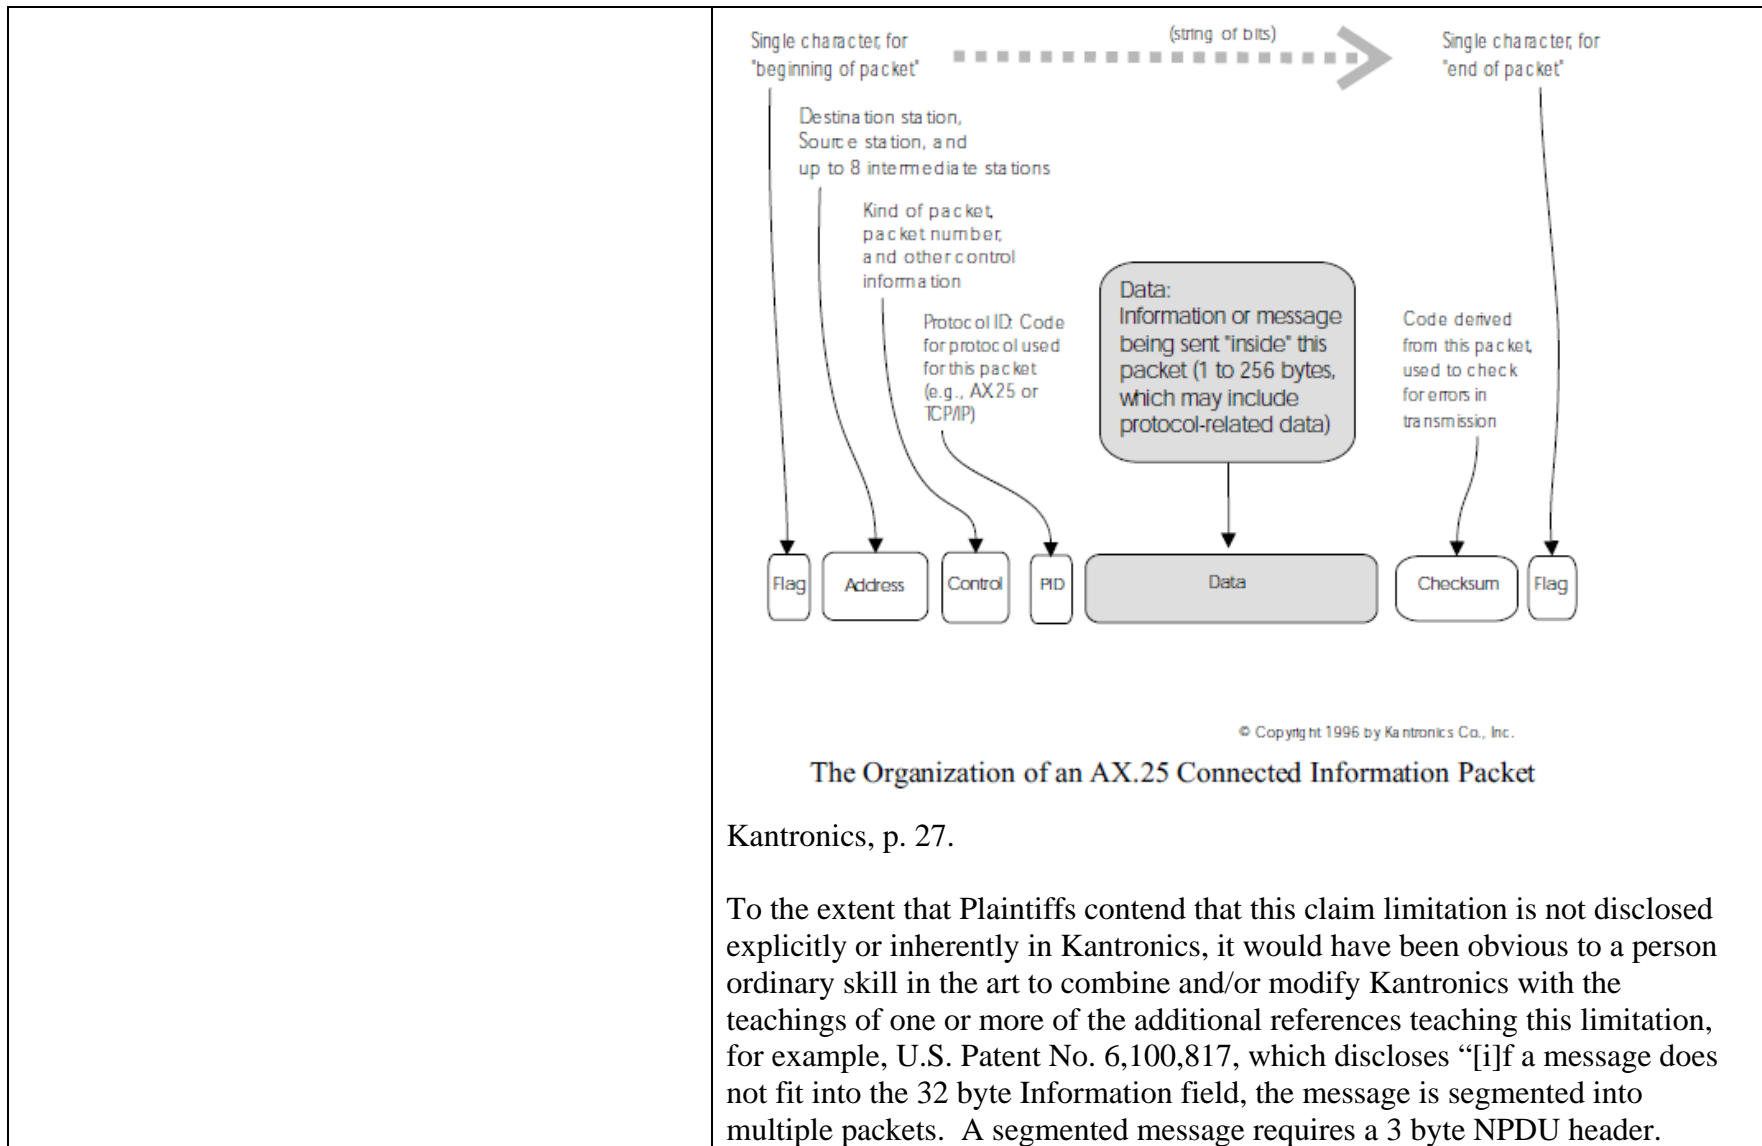 (string of bits)
Single character, for
"beginning of packet"
Single character, for
"end of packet"
Destination station,
Source station, and
up to 8 intermediate stations
Kind of packet,
packet number,
and other control
information
Protocol ID: Code
for protocol used
for this packet
(e.g., AX.25 or
TCP/IP)
Data:
Information or message
being sent "inside" this
packet (1 to 256 bytes,
which may include
protocol-related data)
Code derived
from this packet,
used to check
for errors in
transmission
Flag
Address
Control
PID
Data
Checksum
Flag
© Copyright 1996 by Kantronics Co., Inc.
The Organization of an AX.25 Connected Information Packet
Kantronics, p. 27.
To the extent that Plaintiffs contend that this claim limitation is not disclosed
explicitly or inherently in Kantronics, it would have been obvious to a person
ordinary skill in the art to combine and/or modify Kantronics with the
teachings of one or more of the additional references teaching this limitation,
for example, U.S. Patent No. 6,100,817, which discloses “[i]f a message does
not fit into the 32 byte Information field, the message is segmented into
multiple packets.  A segmented message requires a 3 byte NPDU header.